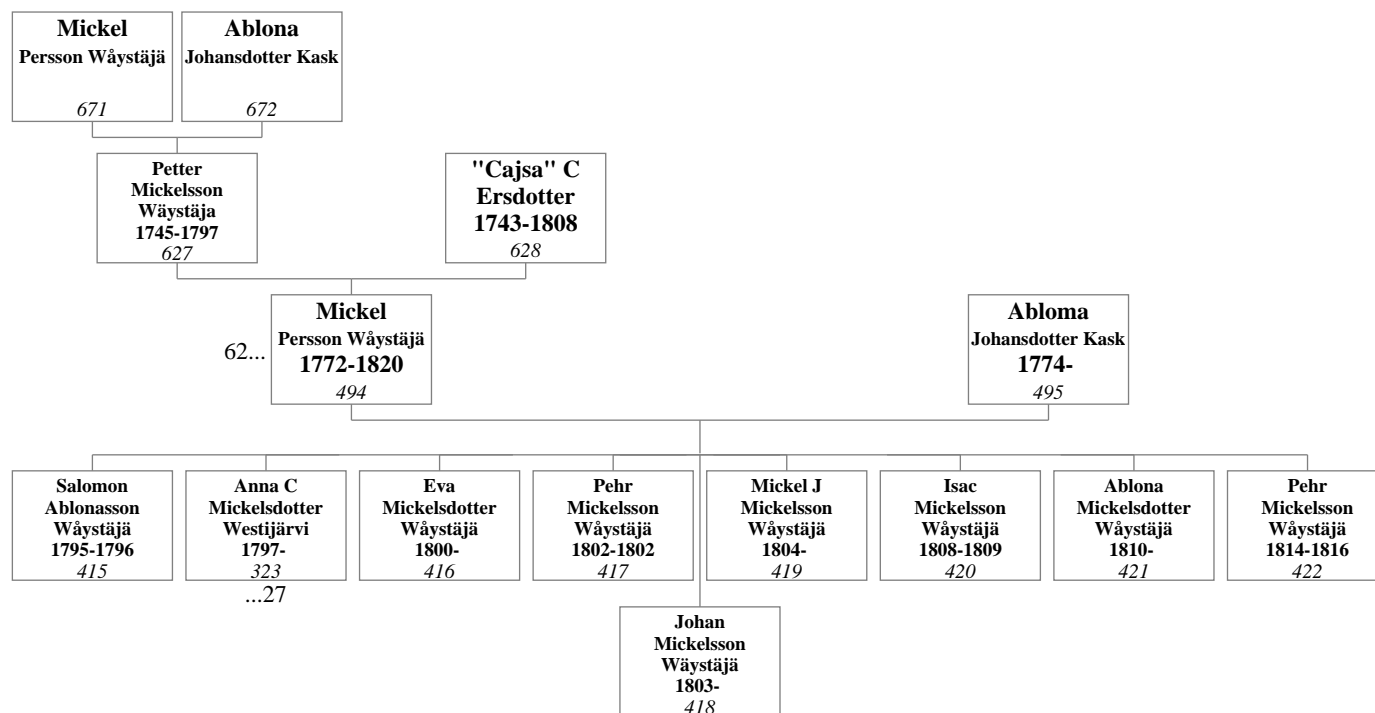 Mickel
Persson Wåystäjä
671
Ablona
Johansdotter Kask
672
Petter
Mickelsson
Wäystäja
1745-1797
627
"Cajsa" C
Ersdotter
1743-1808
628
62...
Mickel
Persson Wåystäjä
1772-1820
494
Abloma
Johansdotter Kask
1774-
495
Salomon
Ablonasson
Wåystäjä
1795-1796
415
Anna C
Mickelsdotter
Westijärvi
1797-
323
...27
Eva
Mickelsdotter
Wåystäjä
1800-
416
Pehr
Mickelsson
Wåystäjä
1802-1802
417
Mickel J
Mickelsson
Wåystäjä
1804-
419
Isac
Mickelsson
Wåystäjä
1808-1809
420
Ablona
Mickelsdotter
Wåystäjä
1810-
421
Pehr
Mickelsson
Wåystäjä
1814-1816
422
Johan
Mickelsson
Wäystäjä
1803-
418